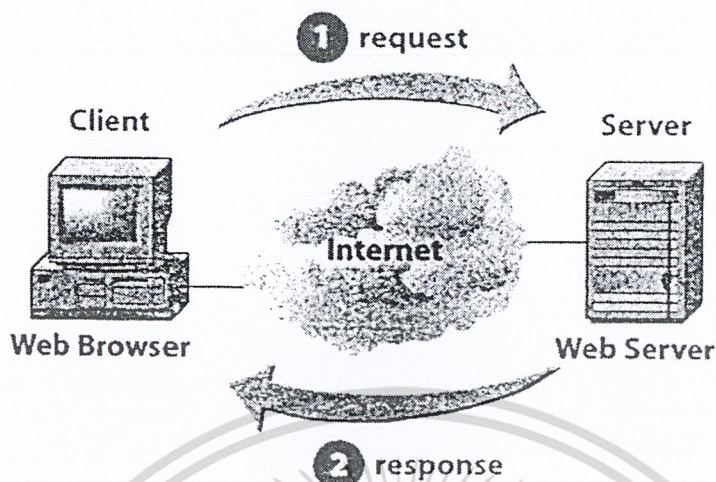 1 request
Client
Server
Internet
Web Browser
Web Server
2 response